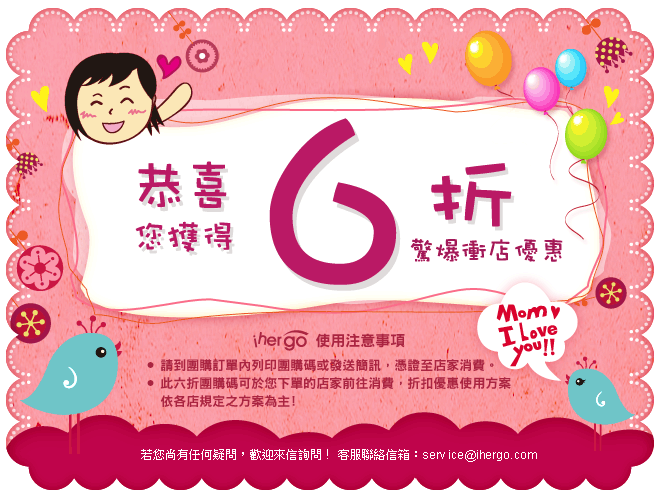 恭喜
您獲得
6折
驚爆衝店優惠
ihergo 使用注意事項
• 請到團購訂單內列印團購碼或發送簡訊，憑證至店家消費。
• 此六折團購碼可於您下單的店家前往消費，折扣優惠使用方案
依各店規定之方案為主!
Mom
I Love
you!!
若您尚有任何疑問，歡迎來信詢問！ 客服聯絡信箱：service@ihergo.com